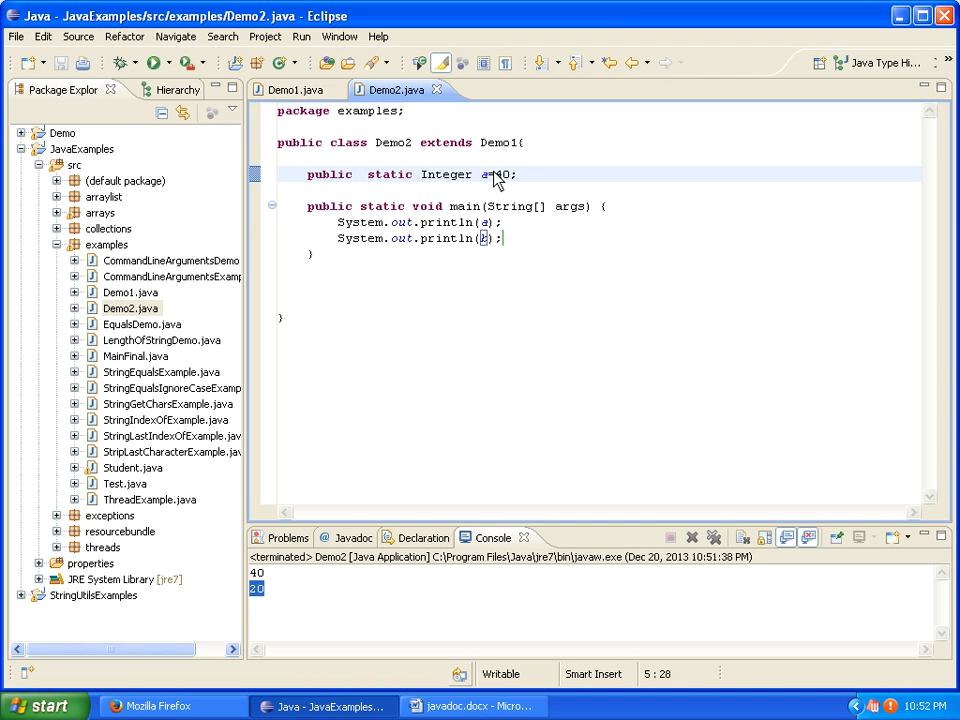 Java - JavaExamples/src/examples/Demo2.java - Eclipse
File Edit Source Refactor Navigate Search Project Run Window Help
Java Type Hi...
Package Explor
Hierarchy
Demo1.java
Demo2.java
Demo
JavaExamples
src
(default package)
arraylist
arrays
collections
examples
CommandLineArgumentsDemo
CommandLineArgumentsExamp
Demo1.java
Demo2.java
EqualsDemo.java
LengthOfStringDemo.java
MainFinal.java
StringEqualsExample.java
StringEqualsIgnoreCaseExamp
StringGetCharsExample.java
StringIndexOfExample.java
StringLastIndexOfExample.jav
StripLastCharacterExample.jav
Student.java
Test.java
ThreadExample.java
exceptions
resourcebundle
threads
properties
JRE System Library [jre7]
StringUtilsExamples
package examples;
public class Demo2 extends Demo1{
public static Integer a=40;
public static void main(String[] args) {
System.out.println(a);
System.out.println(b);
}
}
Problems
Javadoc
Declaration
Console
<terminated> Demo2 [Java Application] C:\Program Files\Java\jre7\bin\javaw.exe (Dec 20, 2013 10:51:38 PM)
40
20
Writable
Smart Insert
5 : 28
start
Mozilla Firefox
Java - JavaExamples/...
javadoc.docx - Micros...
10:52 PM